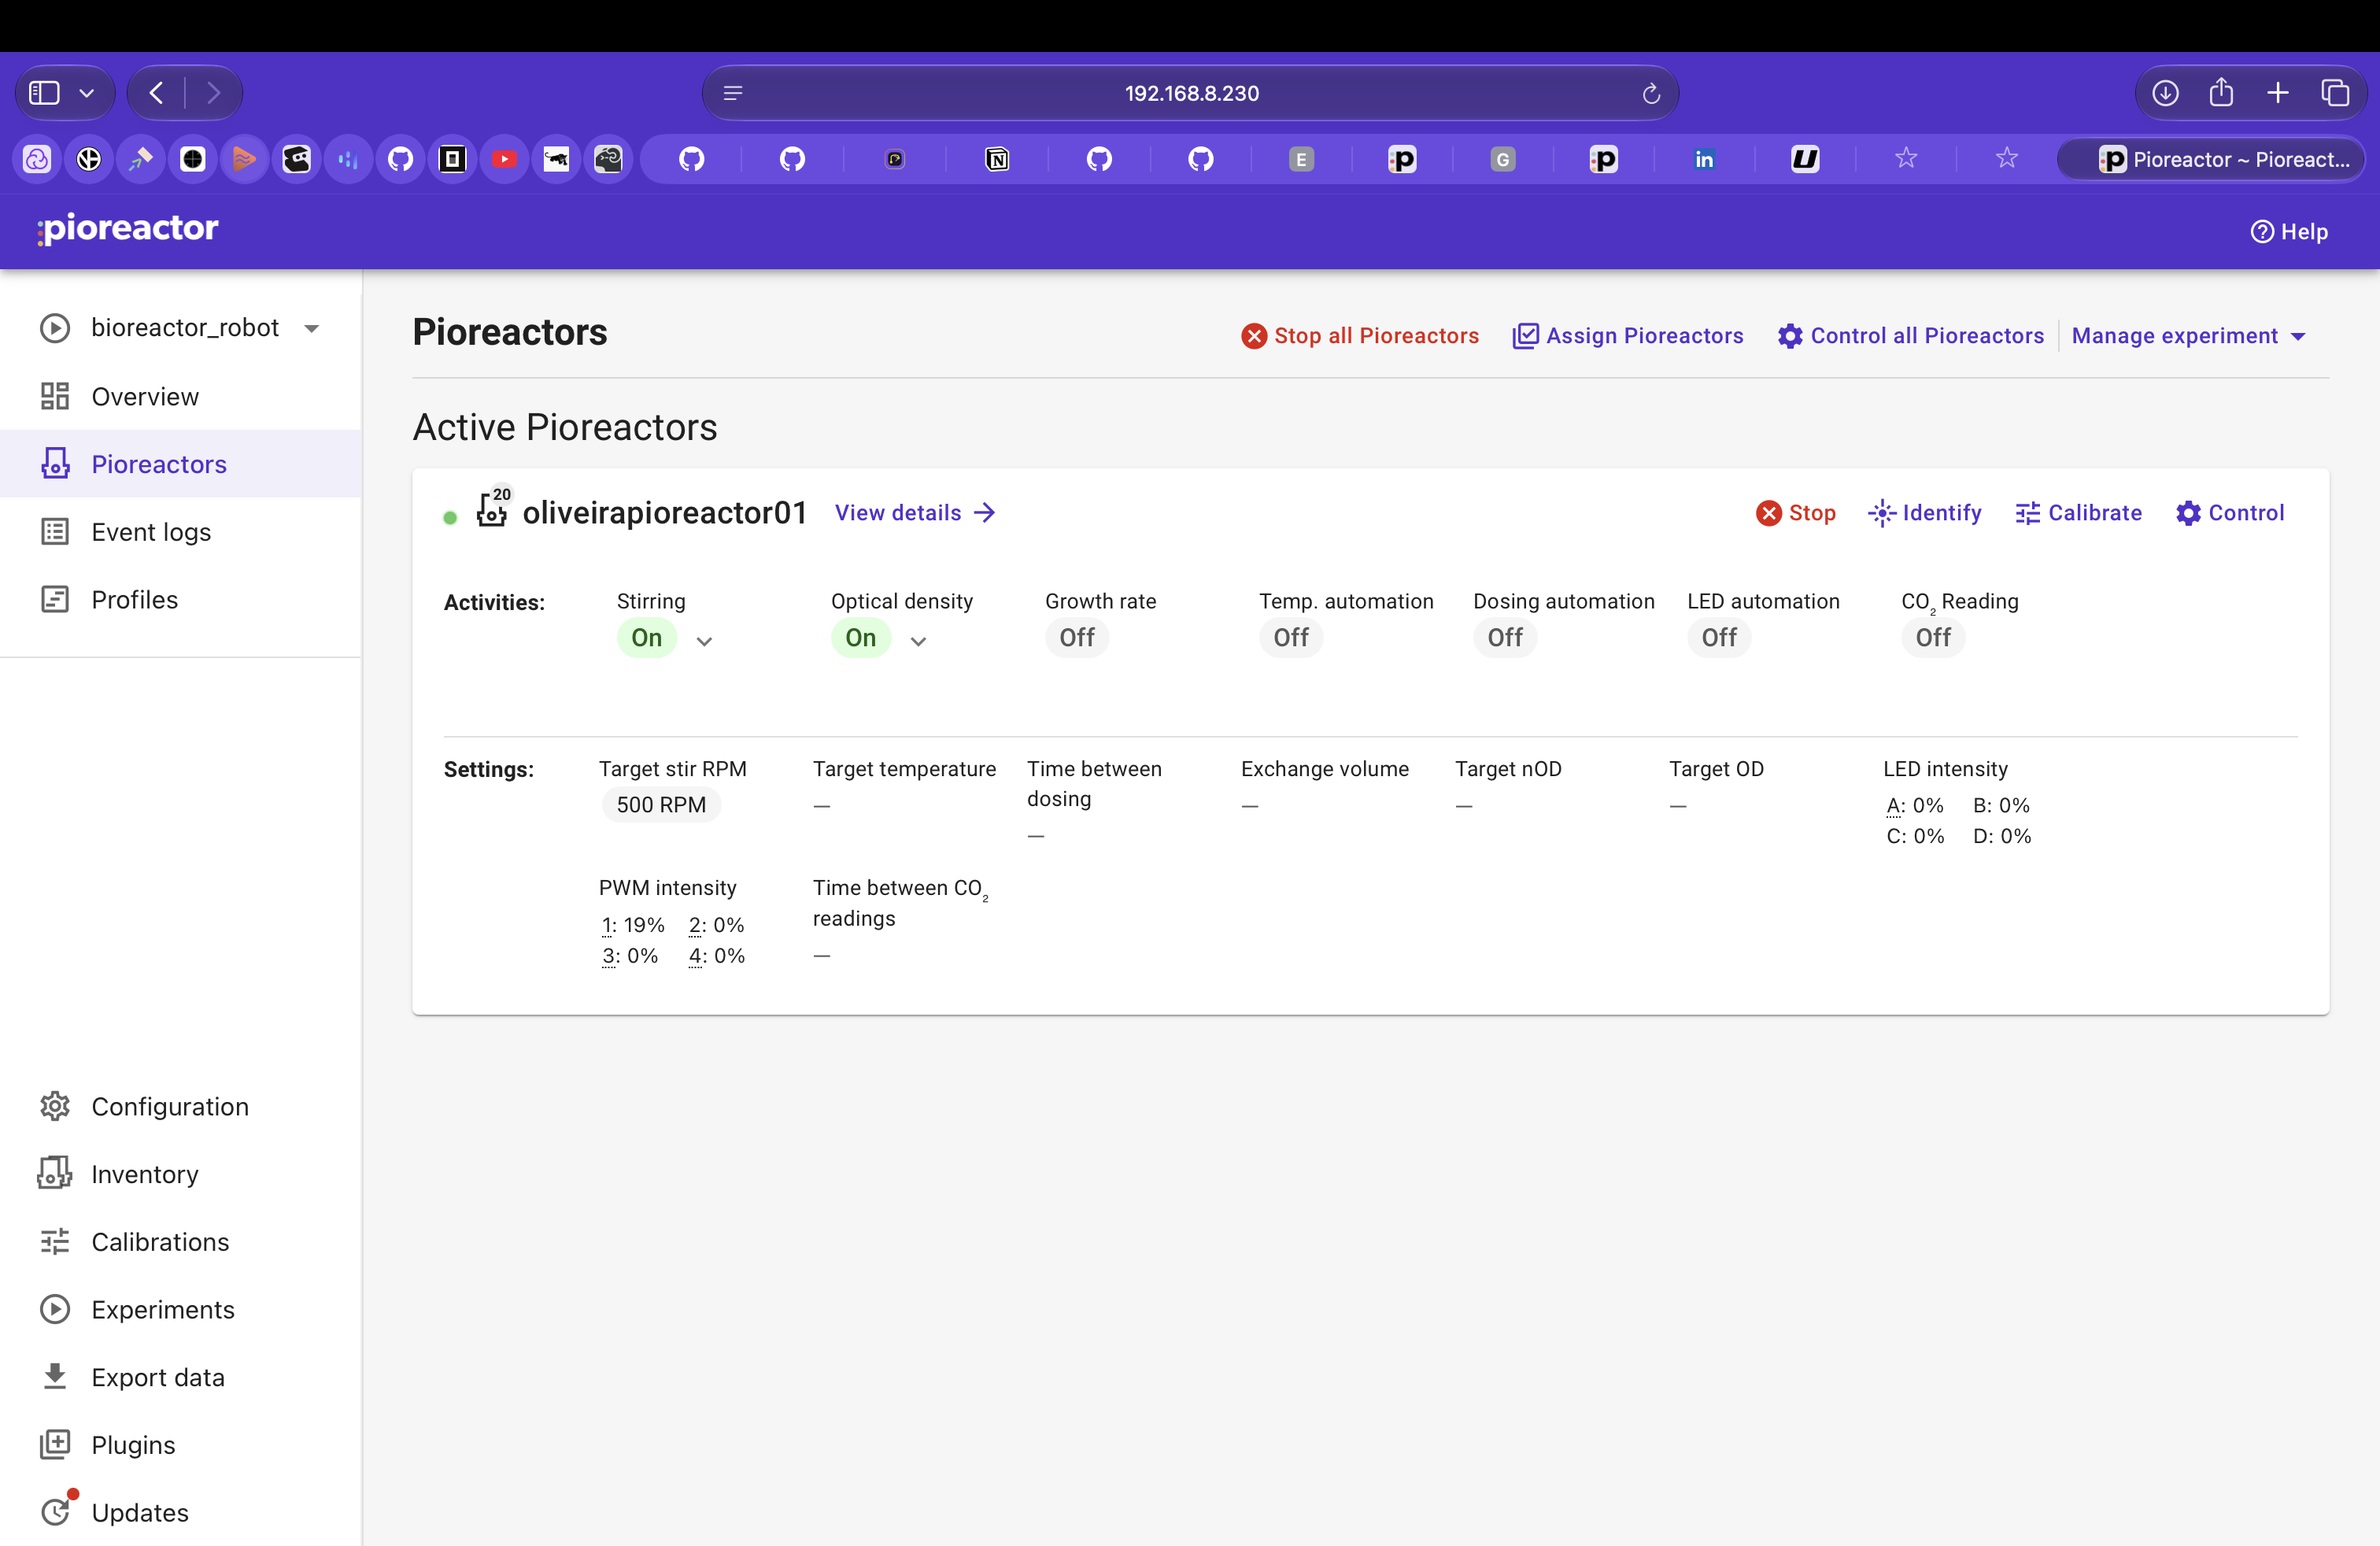 192.168.8.230
E
:p
G
:p
in
:p Pioreactor ~ Pioreact...
:pioreactor
Help
bioreactor_robot
Overview
Pioreactors
Event logs
Profiles
Configuration
Inventory
Calibrations
Experiments
Export data
Plugins
Updates
Pioreactors
Stop all Pioreactors
Assign Pioreactors
Control all Pioreactors
Manage experiment
Active Pioreactors
20
oliveirapioreactor01
View details
Stop
Identify
Calibrate
Control
Activities:
Stirring
On
Optical density
On
Growth rate
Off
Temp. automation
Off
Dosing automation
Off
LED automation
Off
CO₂ Reading
Off
Settings:
Target stir RPM
500 RPM
Target temperature
—
Time between
dosing
—
Exchange volume
—
Target nOD
—
Target OD
—
LED intensity
A: 0% B: 0%
C: 0% D: 0%
PWM intensity
1: 19% 2: 0%
3: 0% 4: 0%
Time between CO₂
readings
—